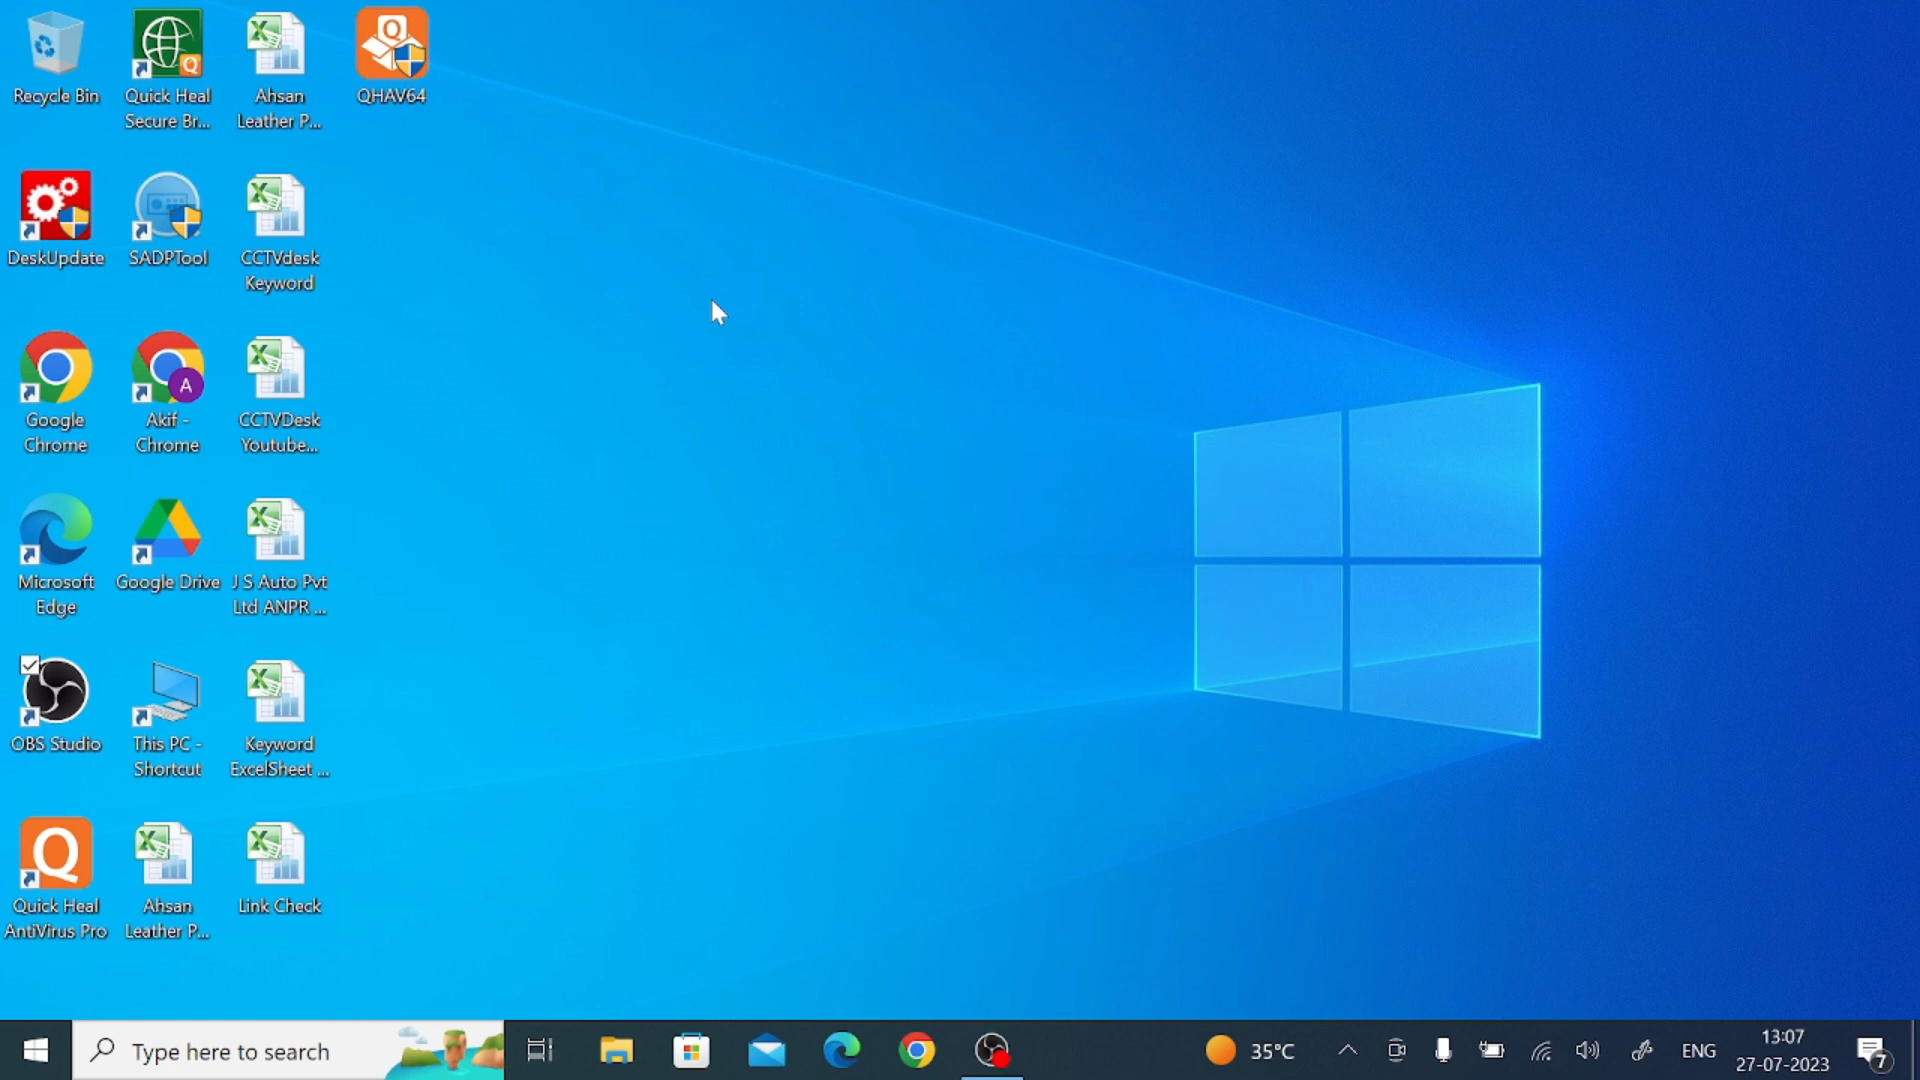 Recycle Bin
Quick Heal
Secure Br...
Ahsan
Leather P...
QHAV64
DeskUpdate
SADPTool
CCTVdesk
Keyword
Google
Chrome
Akif -
Chrome
CCTVDesk
Youtube...
Microsoft
Edge
Google Drive
J S Auto Pvt
Ltd ANPR ...
OBS Studio
This PC -
Shortcut
Keyword
ExcelSheet ...
Quick Heal
AntiVirus Pro
Ahsan
Leather P...
Link Check
Type here to search
35°C
ENG
13:07
27-07-2023
7